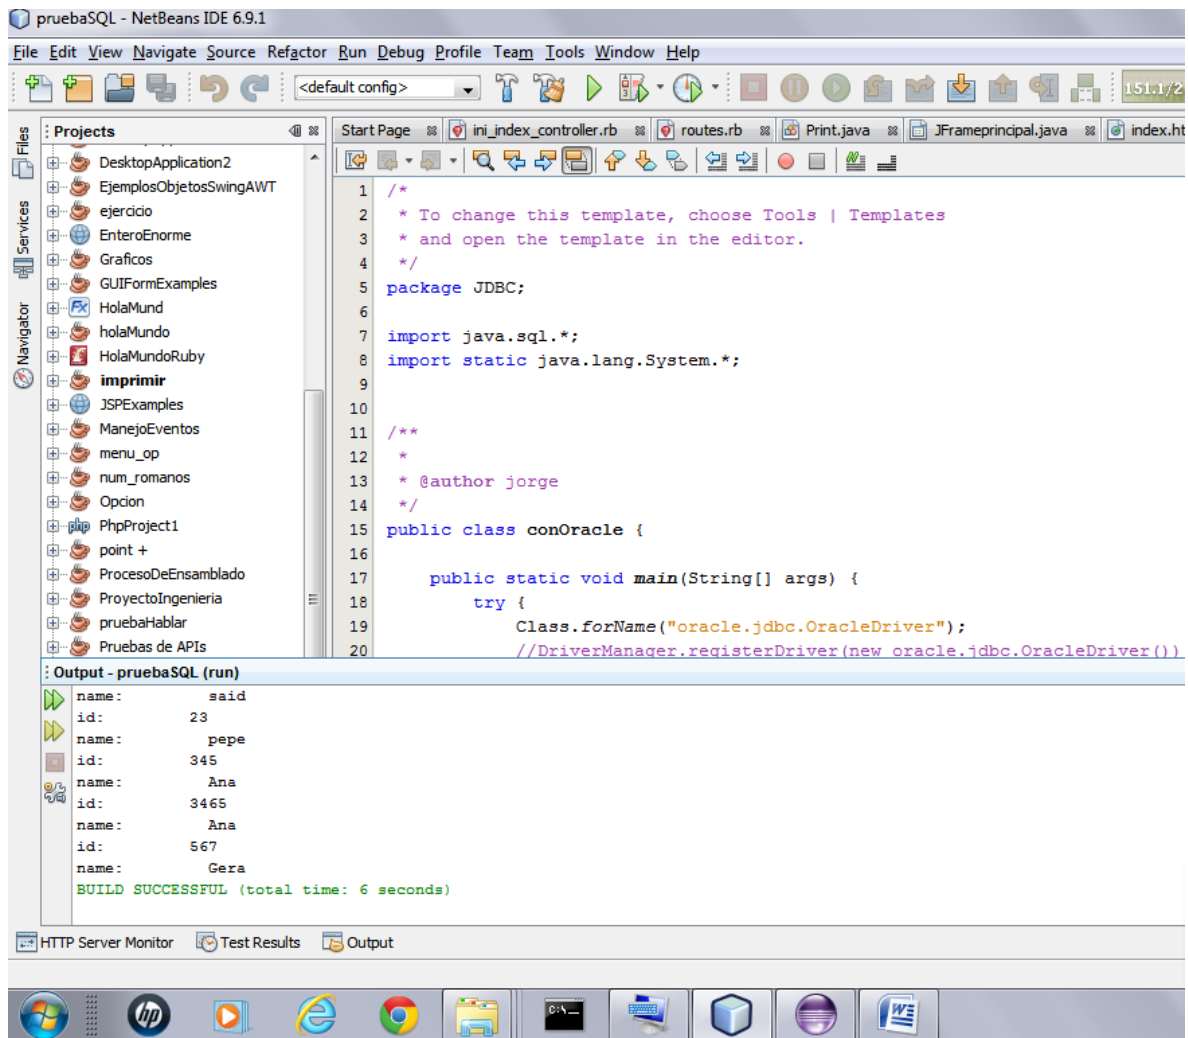 pruebaSQL - NetBeans IDE 6.9.1
File Edit View Navigate Source Refactor Run Debug Profile Team Tools Window Help
<default config>
151.1/2
Files
Services
Navigator
Projects
DesktopApplication2
EjemplosObjetosSwingAWT
ejercicio
EnteroEnorme
Graficos
GUIFormExamples
HolaMund
holaMundo
HolaMundoRuby
imprimir
JSPExamples
ManejoEventos
menu_op
num_romanos
Opcion
PhpProject1
point +
ProcesoDeEnsamblado
ProyectoIngenieria
pruebaHablar
Pruebas de APIs
Start Page ini_index_controller.rb routes.rb Print.java JFrameprincipal.java index.ht
1 /*
2 * To change this template, choose Tools | Templates
3 * and open the template in the editor.
4 */
5 package JDBC;
6
7 import java.sql.*;
8 import static java.lang.System.*;
9
10
11 /**
12 *
13 * @author jorge
14 */
15 public class conOracle {
16
17 public static void main(String[] args) {
18 try {
19 Class.forName("oracle.jdbc.OracleDriver");
20 //DriverManager.registerDriver(new oracle.jdbc.OracleDriver())
Output - pruebaSQL (run)
name: said
id: 23
name: pepe
id: 345
name: Ana
id: 3465
name: Ana
id: 567
name: Gera
BUILD SUCCESSFUL (total time: 6 seconds)
HTTP Server Monitor Test Results Output
hp
C:\_
W